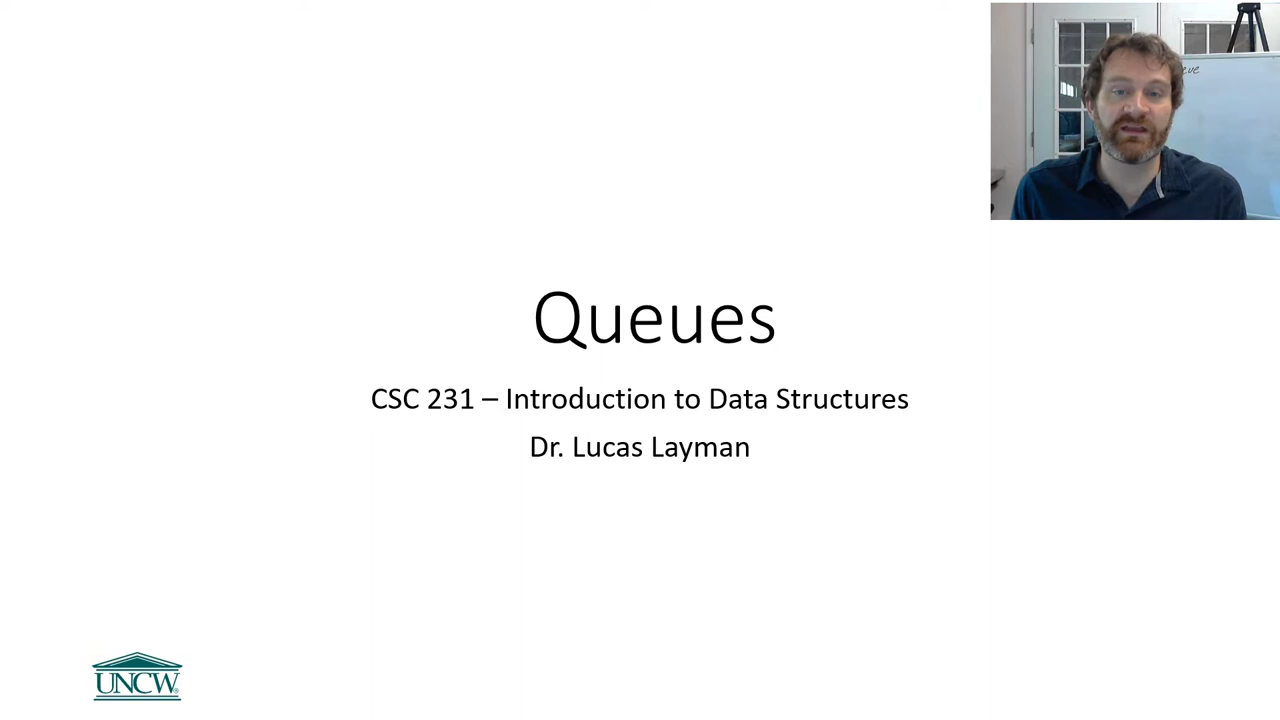 Queues
CSC 231 – Introduction to Data Structures
Dr. Lucas Layman
UNCW